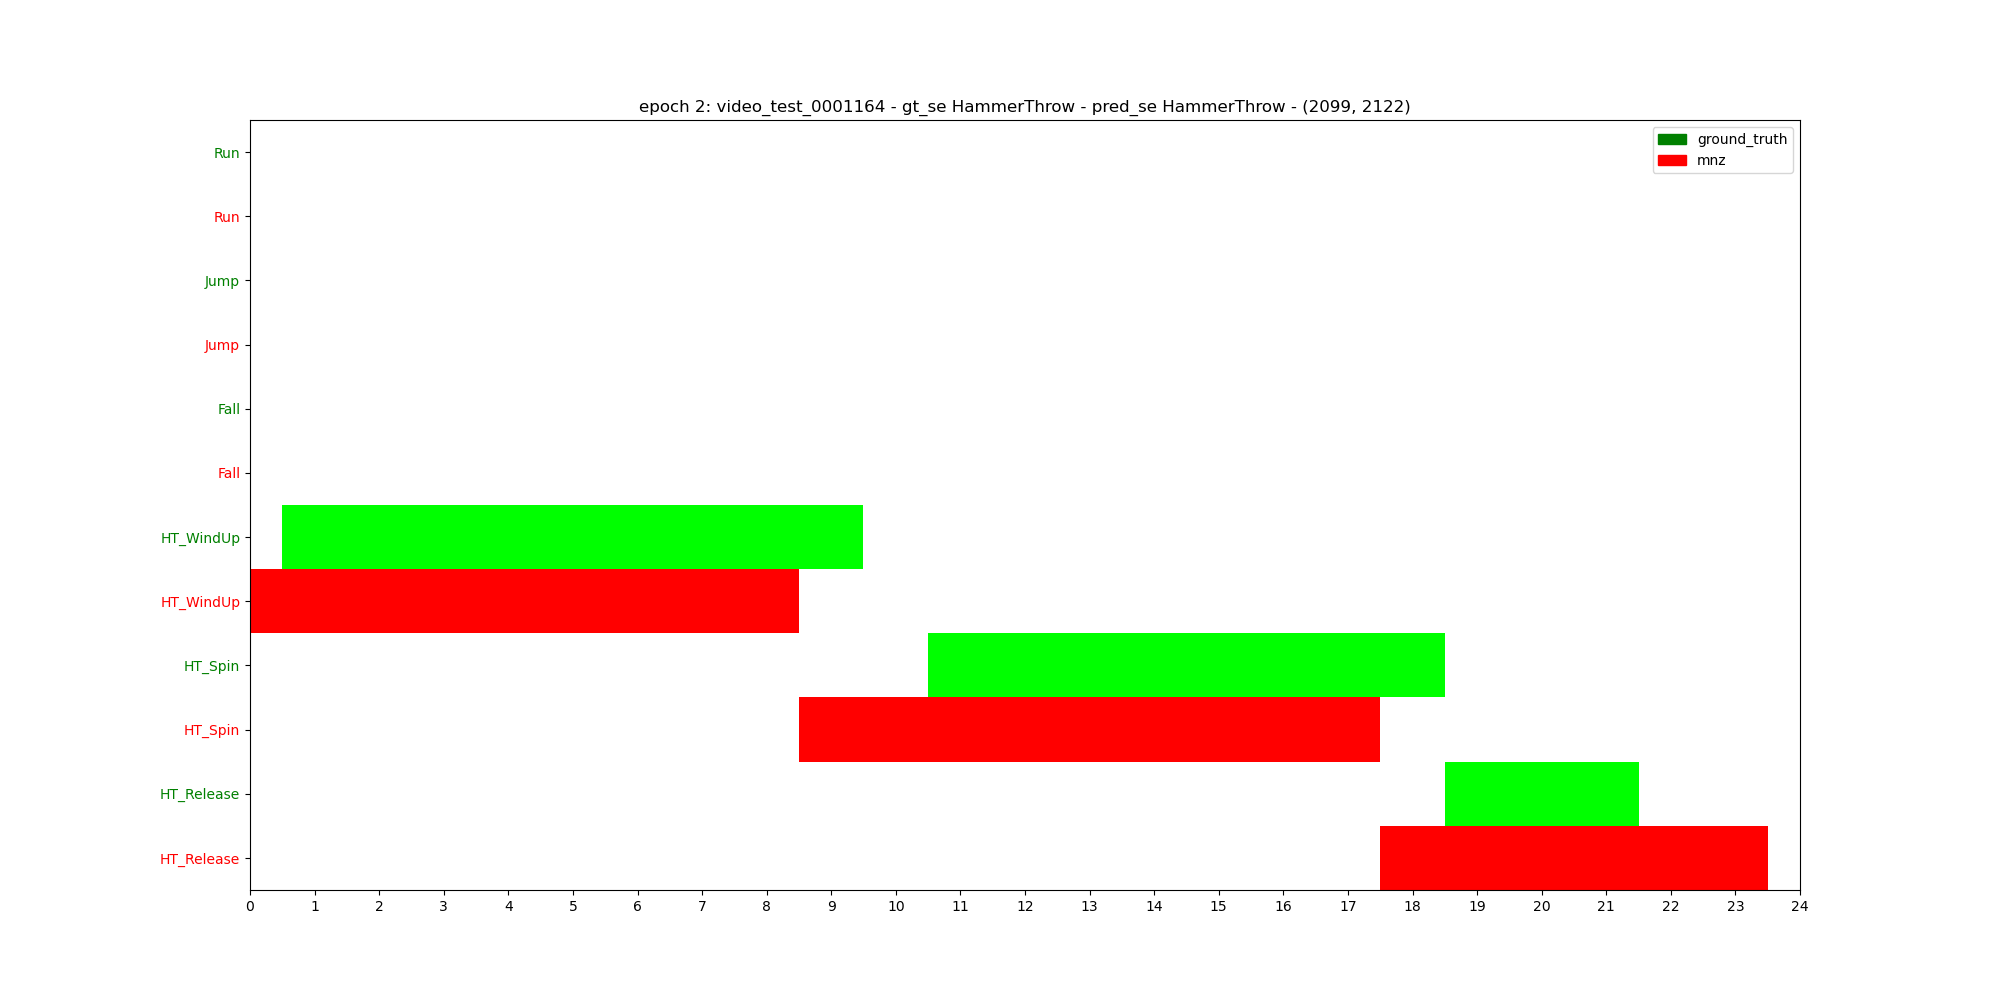 epoch 2: video_test_0001164 - gt_se HammerThrow - pred_se HammerThrow - (2099, 2122)
ground_truth
mnz
Run
Run
Jump
Jump
Fall
Fall
HT_WindUp
HT_WindUp
HT_Spin
HT_Spin
HT_Release
HT_Release
0 1 2 3 4 5 6 7 8 9 10 11 12 13 14 15 16 17 18 19 20 21 22 23 24